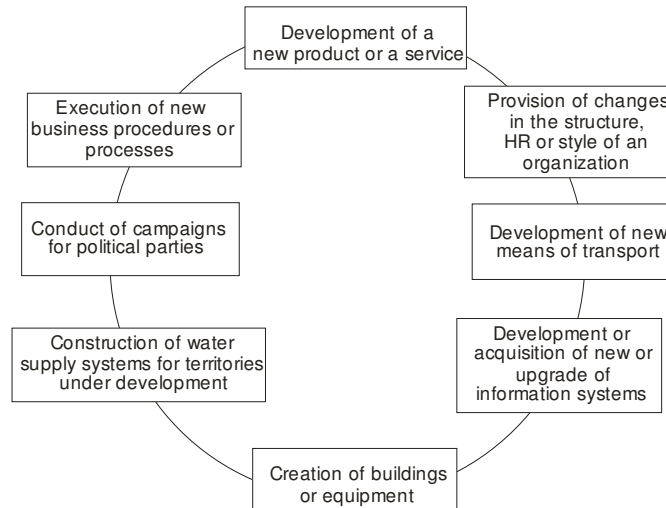 Development of a
new product or a service
Execution of new
business procedures or
processes
Provision of changes
in the structure,
HR or style of an
organization
Conduct of campaigns
for political parties
Development of new
means of transport
Construction of water
supply systems for territories
under development
Development or
acquisition of new or
upgrade of
information systems
Creation of buildings
or equipment